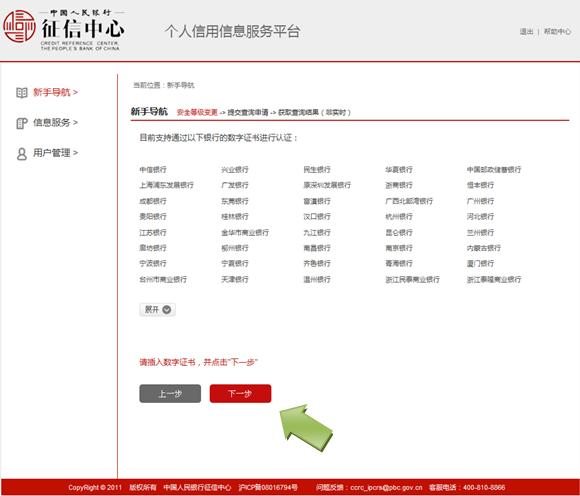 中国人民银行
征信中心
CREDIT REFERENCE CENTER,
THE PEOPLE'S BANK OF CHINA
个人信用信息服务平台
退出 | 帮助中心
新手导航 >
信息服务 >
用户管理 >
当前位置：新手导航
新手导航 安全等级变更 -> 提交查询申请 -> 获取查询结果（非实时）
目前支持通过以下银行的数字证书进行认证：
中信银行 兴业银行 民生银行 华夏银行 中国邮政储蓄银行
上海浦东发展银行 广发银行 原深圳发展银行 浙商银行 恒丰银行
成都银行 东莞银行 富滇银行 广西北部湾银行 广州银行
贵阳银行 桂林银行 汉口银行 杭州银行 河北银行
江苏银行 金华市商业银行 九江银行 昆仑银行 兰州银行
廊坊银行 柳州银行 南昌银行 南京银行 内蒙古银行
宁波银行 宁夏银行 齐鲁银行 青海银行 厦门银行
台州市商业银行 天津银行 温州银行 浙江民泰商业银行 浙江泰隆商业银行
展开
请插入数字证书，并点击"下一步"
上一步 下一步
CopyRight © 2011 版权所有 中国人民银行征信中心 沪ICP备08016794号 问题反馈：ccrc_ipcrs@pbc.gov.cn 客服电话：400-810-8866